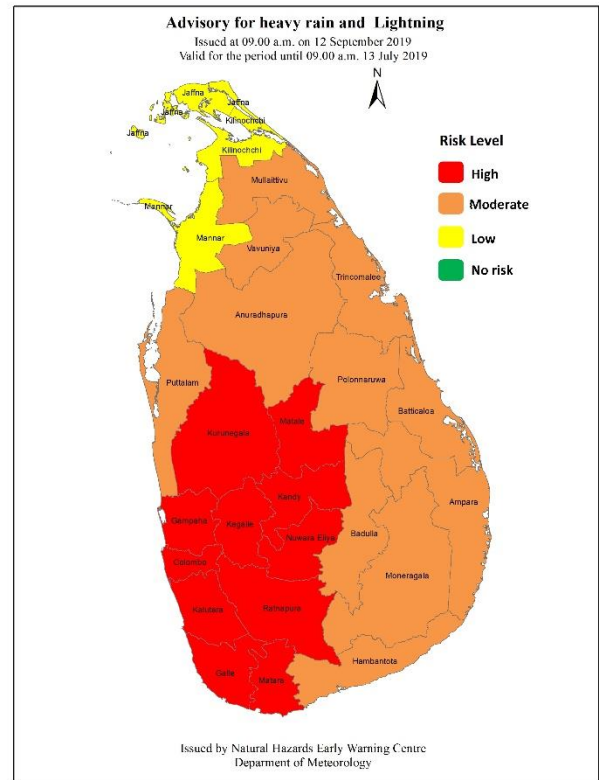 Advisory for heavy rain and Lightning
Issued at 09.00 a.m. on 12 September 2019
Valid for the period until 09.00 a.m. 13 July 2019
N
Jaffna
Jaffna
Jaffna
Jaffna
Kilinochchi
Kilinochchi
Mullaittivu
Mannar
Mannar
Vavuniya
Trincomalee
Anuradhapura
Risk Level
High
Moderate
Low
No risk
Puttalam
Polonnaruwa
Batticaloa
Kurunegala
Matale
Kandy
Ampara
Gampaha
Kegalle
Nuwara Eliya
Badulla
Colombo
Moneragala
Kalutara
Ratnapura
Hambantota
Galle
Matara
Issued by Natural Hazards Early Warning Centre
Deparment of Meteorology